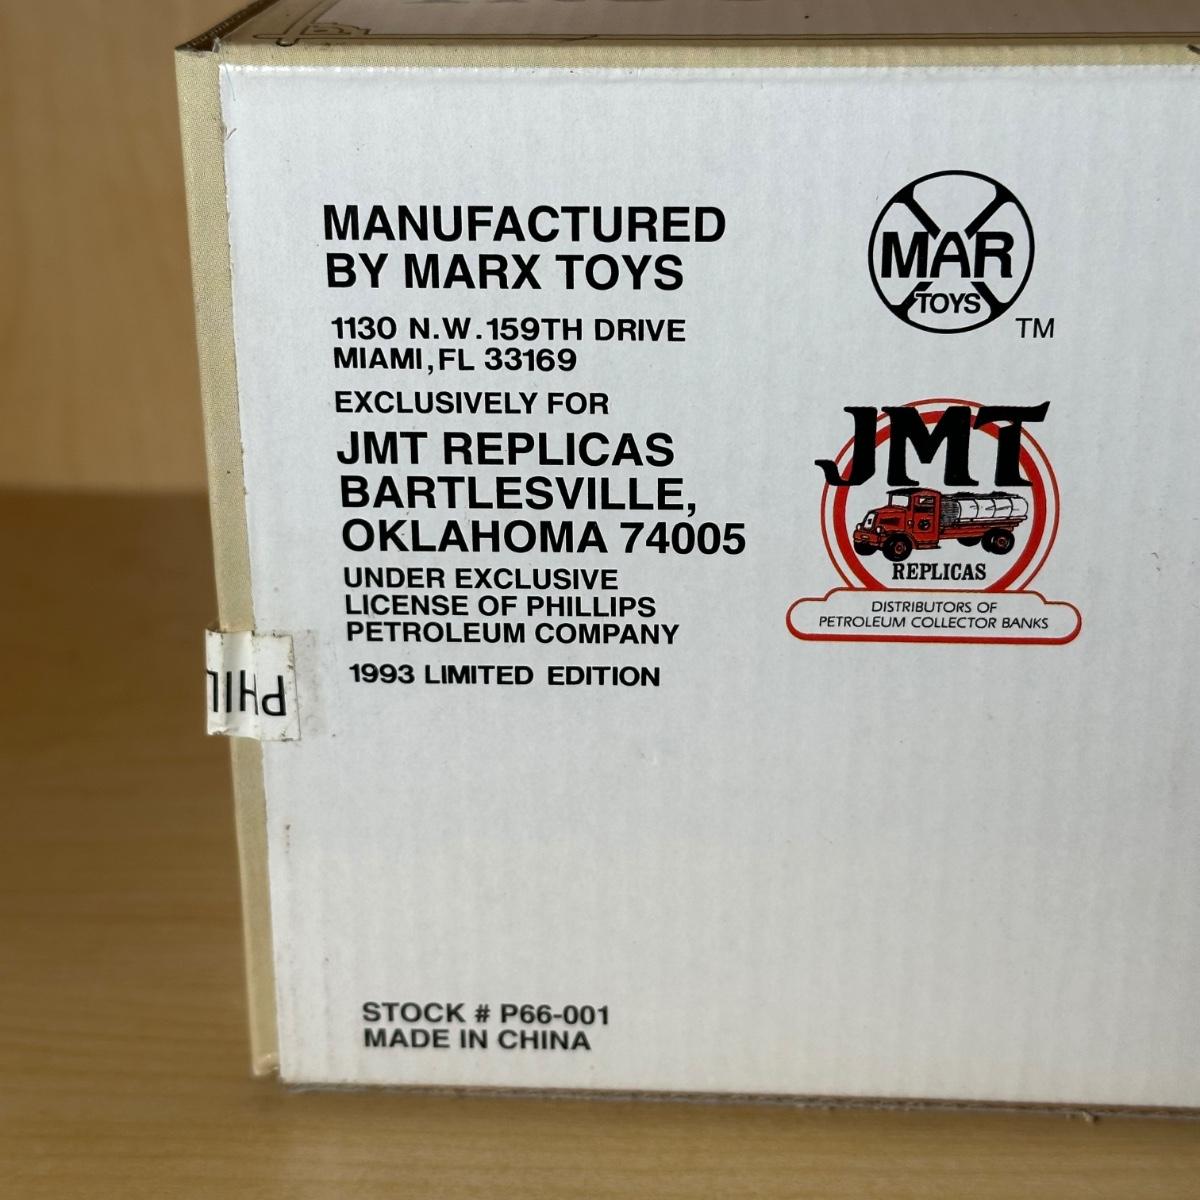 MANUFACTURED
BY MARX TOYS
1130 N.W.159TH DRIVE
MIAMI,FL 33169
EXCLUSIVELY FOR
JMT REPLICAS
BARTLESVILLE,
OKLAHOMA 74005
UNDER EXCLUSIVE
LICENSE OF PHILLIPS
PETROLEUM COMPANY
1993 LIMITED EDITION
MAR
TOYS
TM
JMT
REPLICAS
DISTRIBUTORS OF
PETROLEUM COLLECTOR BANKS
PHIL
STOCK # P66-001
MADE IN CHINA